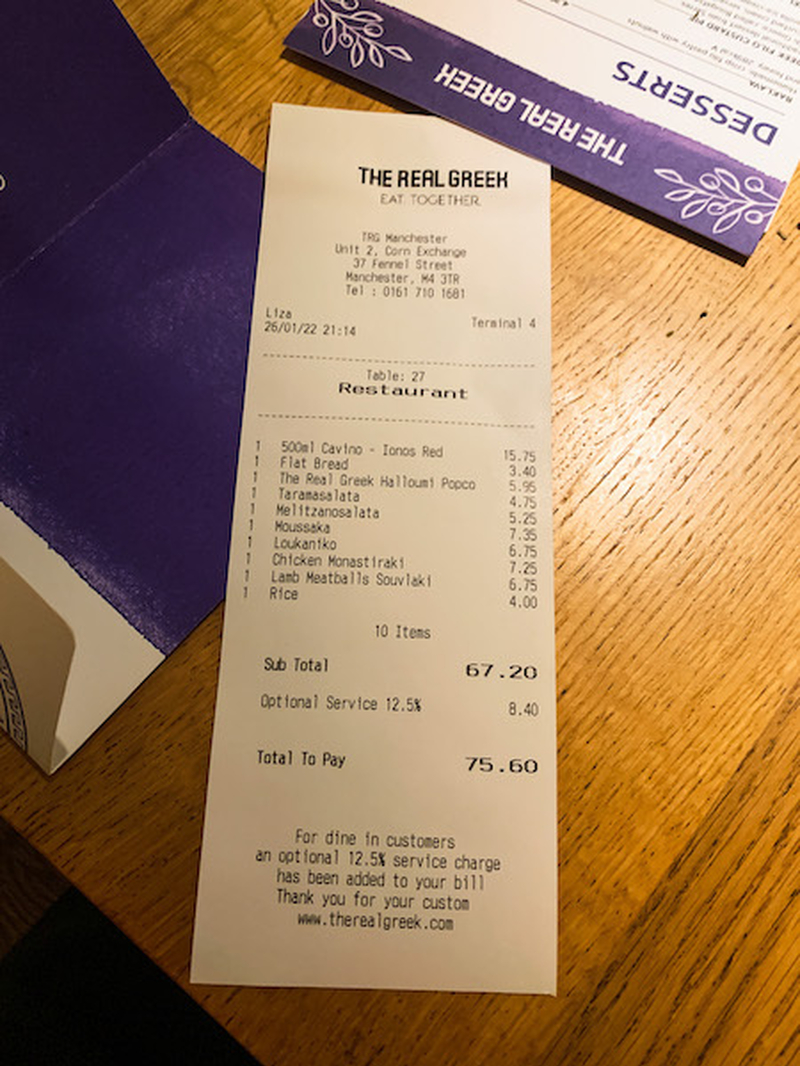 THE REAL GREEK
EAT. TOGETHER.
TRG Manchester
Unit 2, Corn Exchange
37 Fennel Street
Manchester, M4 3TR
Tel : 0161 710 1681
Liza
26/01/22 21:14 Terminal 4
Table: 27
Restaurant
1 500ml Cavino - Ionos Red 15.75
1 Flat Bread 3.40
1 The Real Greek Halloumi Popco 5.95
1 Taramasalata 4.75
1 Melitzanosalata 5.25
1 Moussaka 7.35
1 Loukaniko 6.75
1 Chicken Monastiraki 7.25
1 Lamb Meatballs Souvlaki 6.75
1 Rice 4.00
10 Items
Sub Total 67.20
Optional Service 12.5% 8.40
Total To Pay 75.60
For dine in customers
an optional 12.5% service charge
has been added to your bill
Thank you for your custom
www.therealgreek.com
THE REAL GREEK
DESSERTS
BAKLAVA